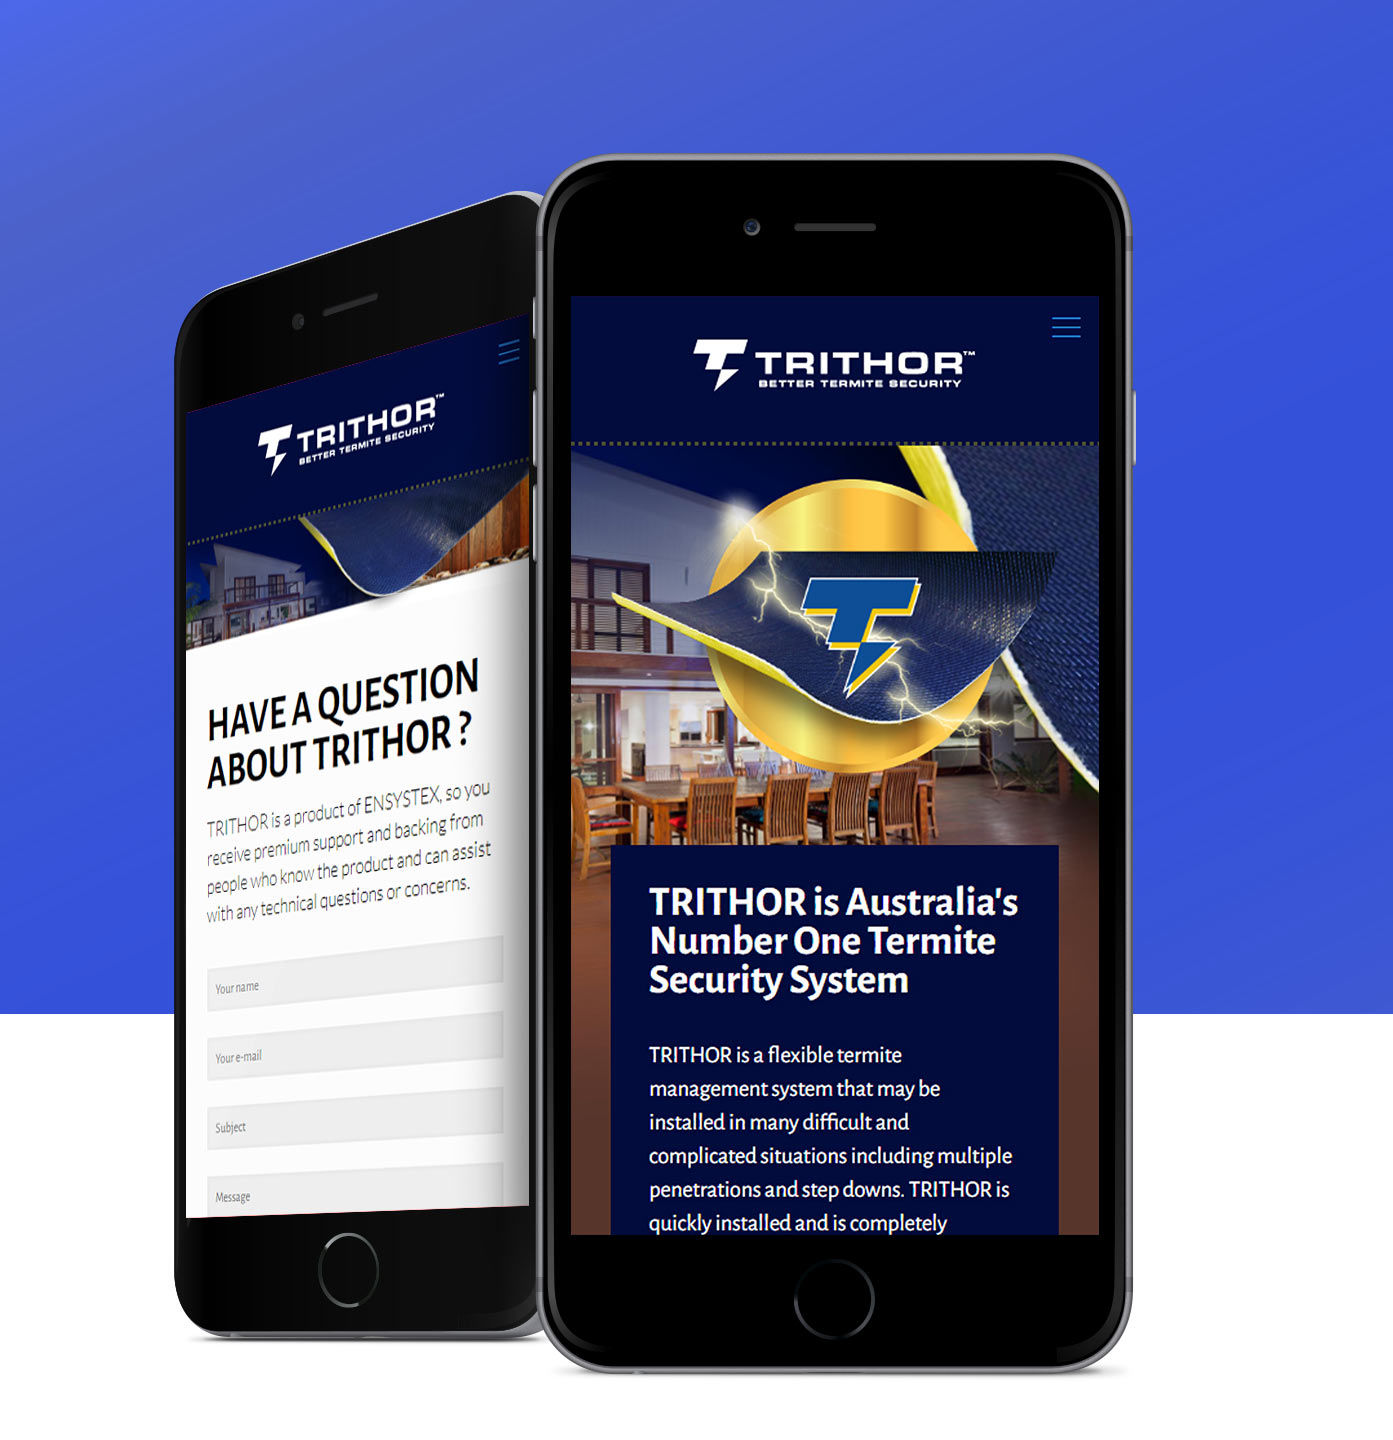 TRITHOR™
BETTER TERMITE SECURITY
HAVE A QUESTION
ABOUT TRITHOR ?
TRITHOR is a product of ENSYSTEX, so you
receive premium support and backing from
people who know the product and can assist
with any technical questions or concerns.
Your name
Your e-mail
Subject
Message
TRITHOR™
BETTER TERMITE SECURITY
TRITHOR is Australia's
Number One Termite
Security System
TRITHOR is a flexible termite
management system that may be
installed in many difficult and
complicated situations including multiple
penetrations and step downs. TRITHOR is
quickly installed and is completely